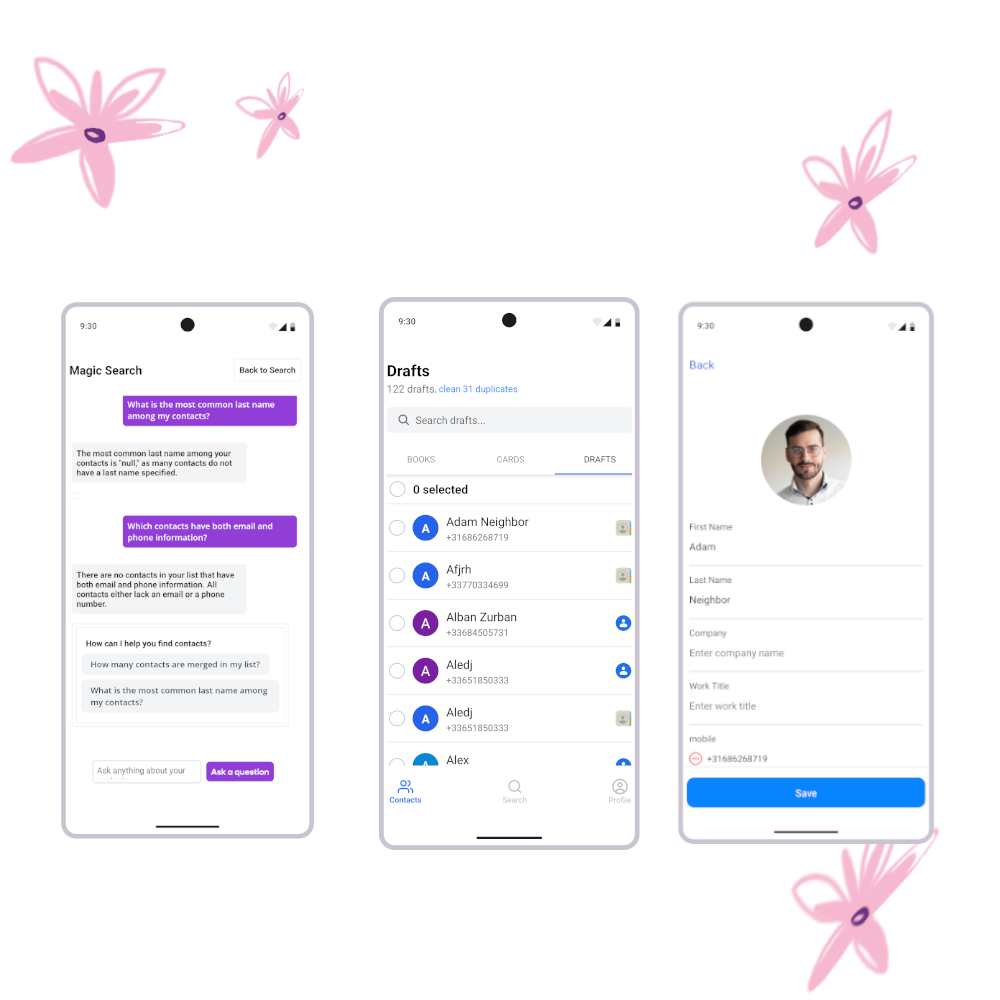 9:30
Magic Search
Back to Search
What is the most common last name
among my contacts?
The most common last name among your
contacts is "null," as many contacts do not
have a last name specified.
Which contacts have both email and
phone information?
There are no contacts in your list that have
both email and phone information. All
contacts either lack an email or a phone
number.
How can I help you find contacts?
How many contacts are merged in my list?
What is the most common last name among
my contacts?
Ask anything about your
Ask a question
9:30
Drafts
122 drafts, clean 31 duplicates
Search drafts...
BOOKS CARDS DRAFTS
0 selected
A Adam Neighbor
+31686268719
A Afjrh
+33770334699
A Alban Zurban
+33684505731
A Aledj
+33651850333
A Aledj
+33651850333
A Alex
Contacts Search Profile
9:30
Back
First Name
Adam
Last Name
Neighbor
Company
Enter company name
Work Title
Enter work title
mobile
+31686268719
Save